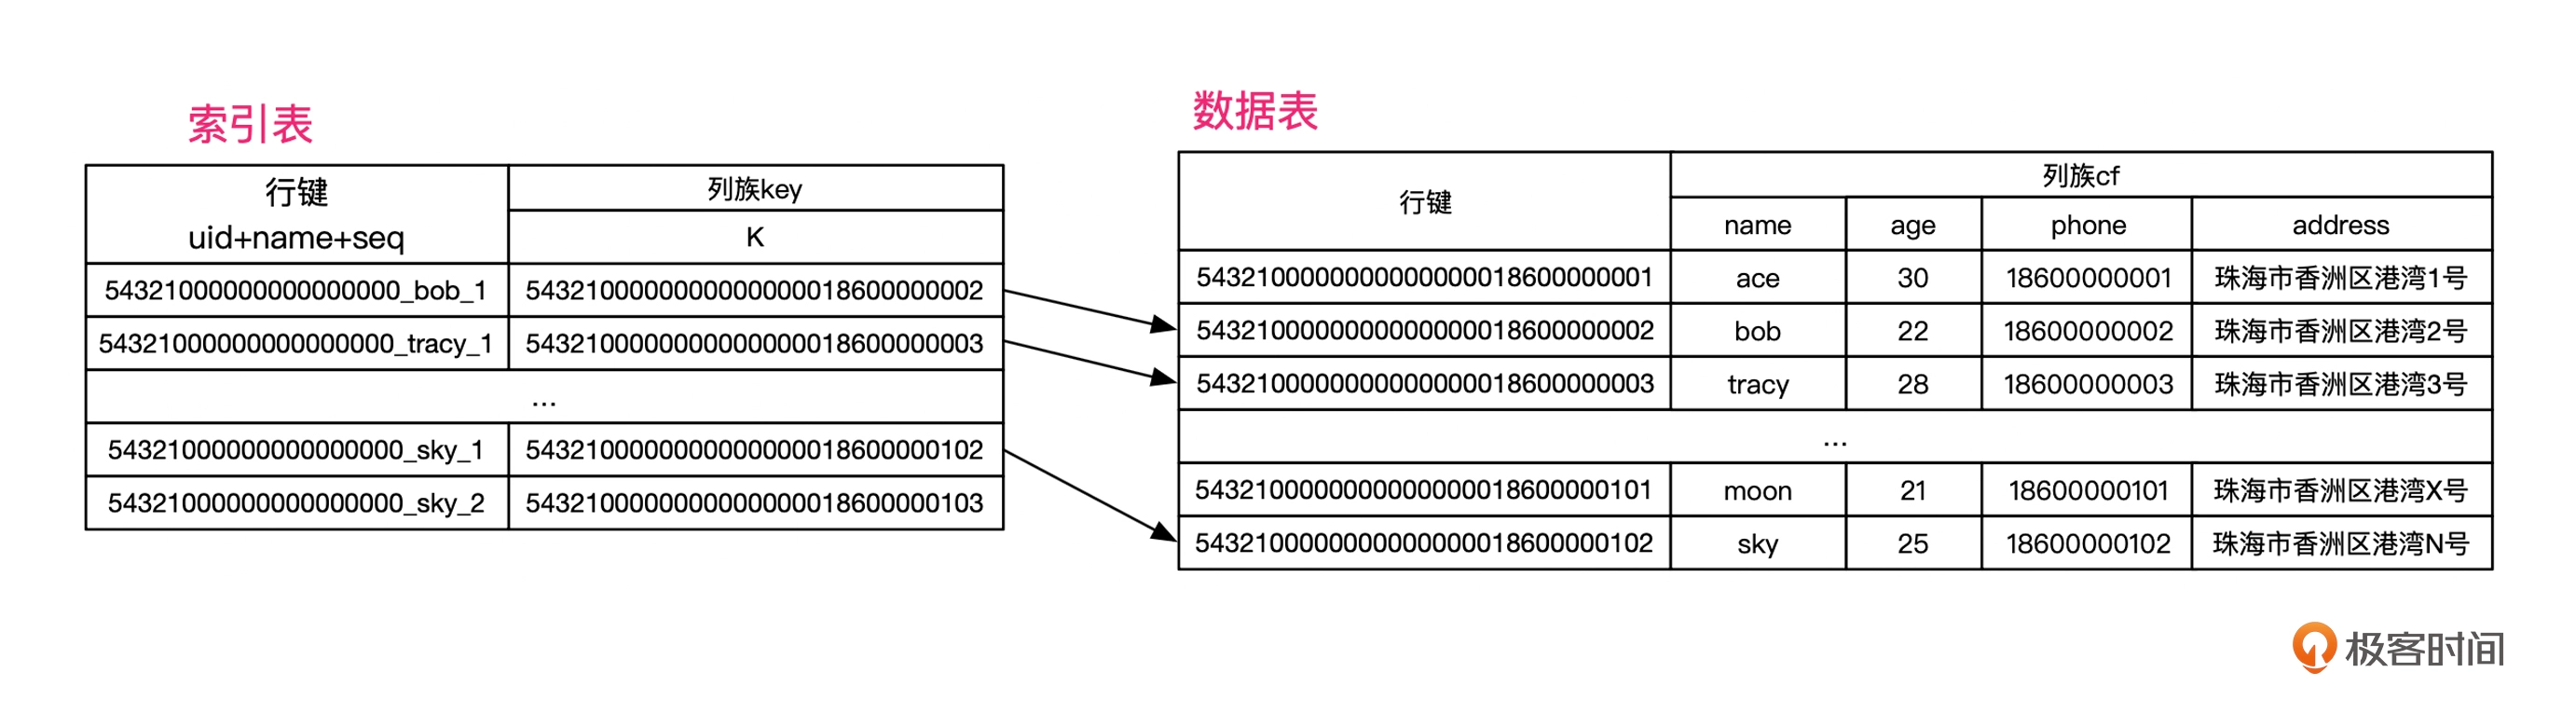 索引表
数据表
行键
uid+name+seq
列族key
K
54321000000000000000_bob_1 5432100000000000000018600000002
54321000000000000000_tracy_1 5432100000000000000018600000003
...
54321000000000000000_sky_1 5432100000000000000018600000102
54321000000000000000_sky_2 5432100000000000000018600000103
行键
列族cf
name age phone address
5432100000000000000018600000001 ace 30 18600000001 珠海市香洲区港湾1号
5432100000000000000018600000002 bob 22 18600000002 珠海市香洲区港湾2号
5432100000000000000018600000003 tracy 28 18600000003 珠海市香洲区港湾3号
...
5432100000000000000018600000101 moon 21 18600000101 珠海市香洲区港湾X号
5432100000000000000018600000102 sky 25 18600000102 珠海市香洲区港湾N号
极客时间